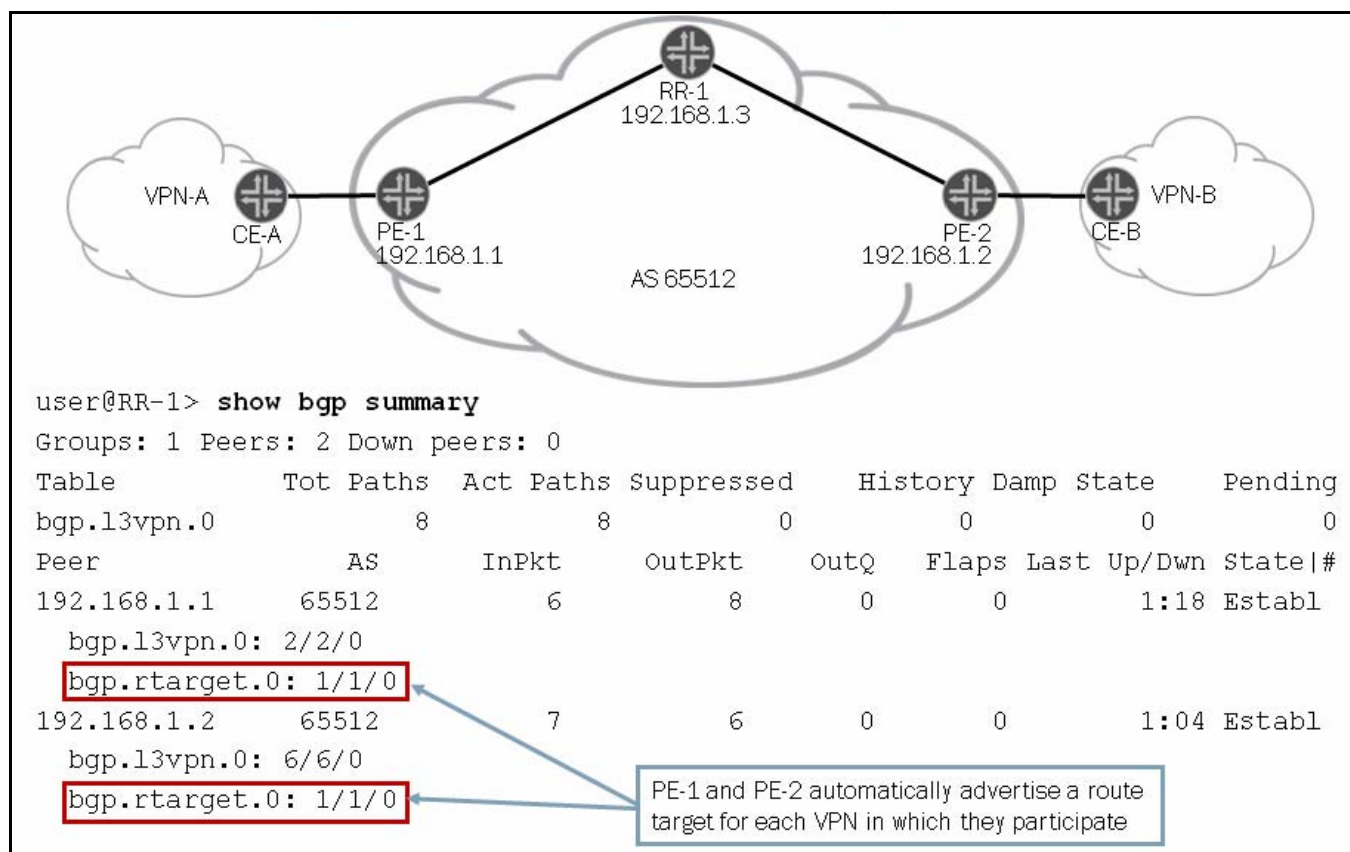 RR-1
192.168.1.3
VPN-A
CE-A
PE-1
192.168.1.1
AS 65512
PE-2
192.168.1.2
CE-B
VPN-B
user@RR-1> show bgp summary
Groups: 1 Peers: 2 Down peers: 0
Table Tot Paths Act Paths Suppressed History Damp State Pending
bgp.l3vpn.0 8 8 0 0 0 0
Peer AS InPkt OutPkt OutQ Flaps Last Up/Dwn State|#
192.168.1.1 65512 6 8 0 0 1:18 Establ
bgp.l3vpn.0: 2/2/0
bgp.rtarget.0: 1/1/0
192.168.1.2 65512 7 6 0 0 1:04 Establ
bgp.l3vpn.0: 6/6/0
bgp.rtarget.0: 1/1/0
PE-1 and PE-2 automatically advertise a route
target for each VPN in which they participate